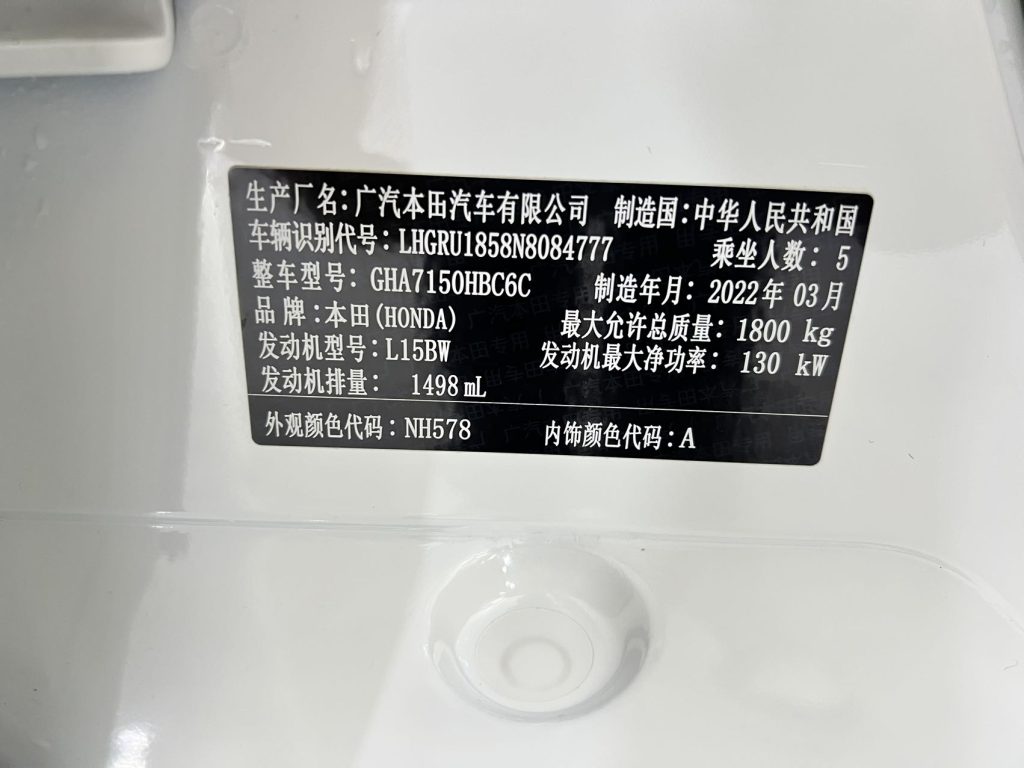 生产厂名：广汽本田汽车有限公司 制造国：中华人民共和国
车辆识别代号：LHGRU1858N8084777 乘坐人数：5
整车型号：GHA7150HBC6C 制造年月：2022年 03月
品牌：本田(HONDA) 最大允许总质量：1800 kg
发动机型号：L15BW 发动机最大净功率：130 kW
发动机排量：1498 mL
外观颜色代码：NH578 内饰颜色代码：A